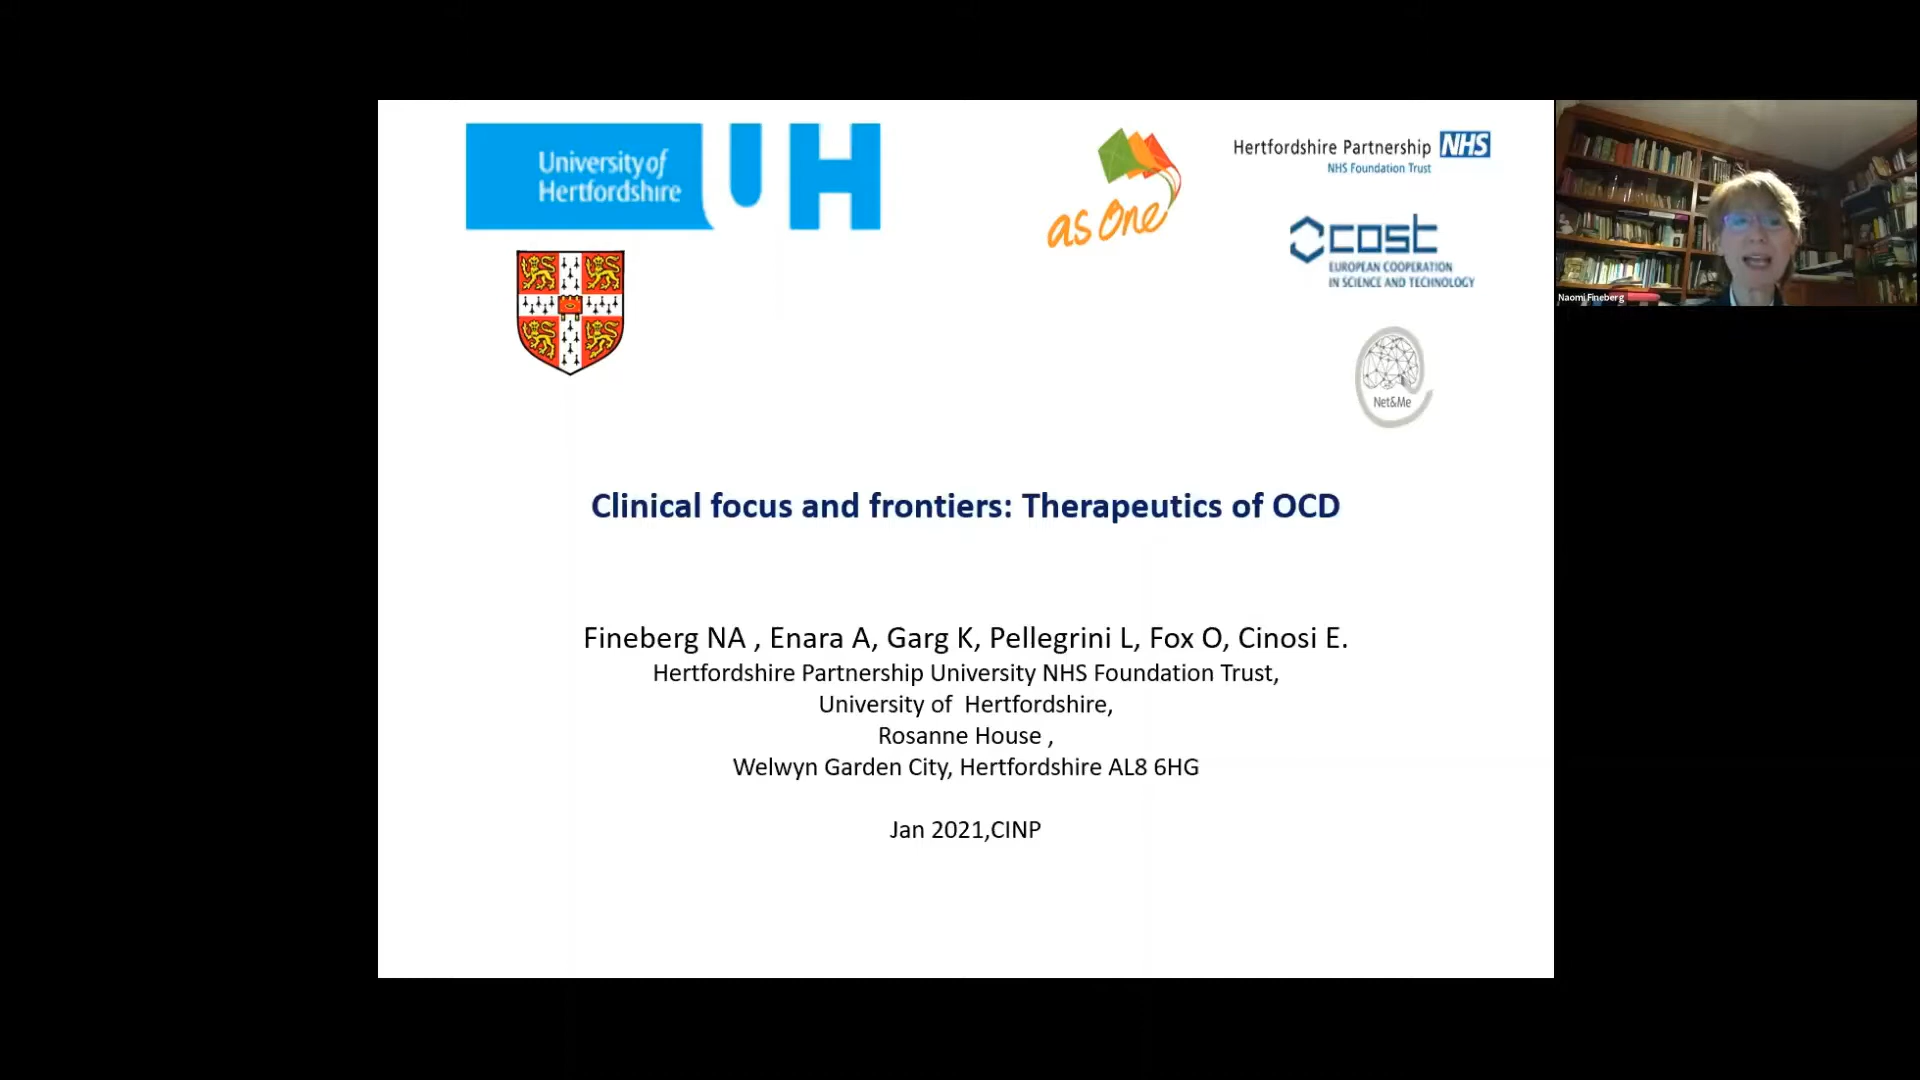 University of
Hertfordshire
UH
as one
Hertfordshire Partnership NHS
NHS Foundation Trust
cost
EUROPEAN COOPERATION
IN SCIENCE AND TECHNOLOGY
Net&Me
Naomi Fineberg
Clinical focus and frontiers: Therapeutics of OCD
Fineberg NA , Enara A, Garg K, Pellegrini L, Fox O, Cinosi E.
Hertfordshire Partnership University NHS Foundation Trust,
University of  Hertfordshire,
Rosanne House ,
Welwyn Garden City, Hertfordshire AL8 6HG
Jan 2021,CINP